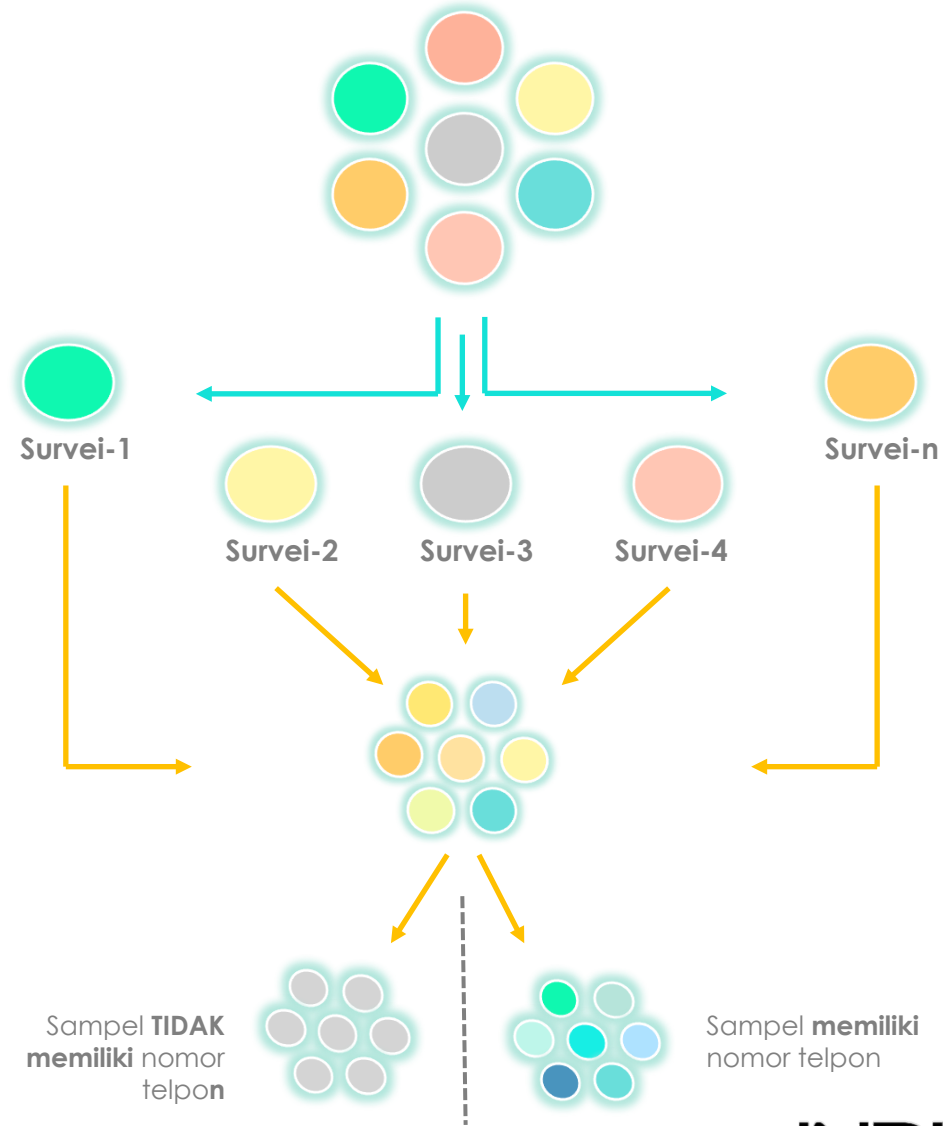 Survei-1
Survei-n
Survei-2
Survei-3
Survei-4
Sampel TIDAK
memiliki nomor
telpon
Sampel memiliki
nomor telpon